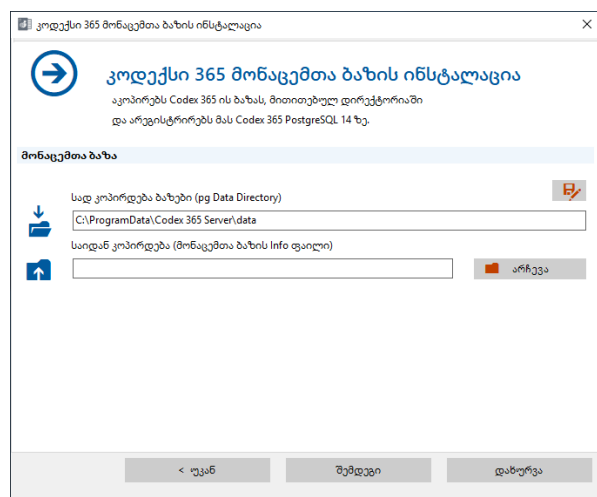 კოდექსი 365 მონაცემთა ბაზის ინსტალაცია
კოდექსი 365 მონაცემთა ბაზის ინსტალაცია
აკოპირებს Codex 365 ის ბაზას, მითითებულ დირექტორიაში
და არეგისტრირებს მას Codex 365 PostgreSQL 14 ზე.
მონაცემთა ბაზა
სად კოპირდება ბაზები (pg Data Directory)
C:\ProgramData\Codex 365 Server\data
საიდან კოპირდება (მონაცემთა ბაზის Info ფაილი)
არჩევა
< უკან
შემდეგი
დახურვა